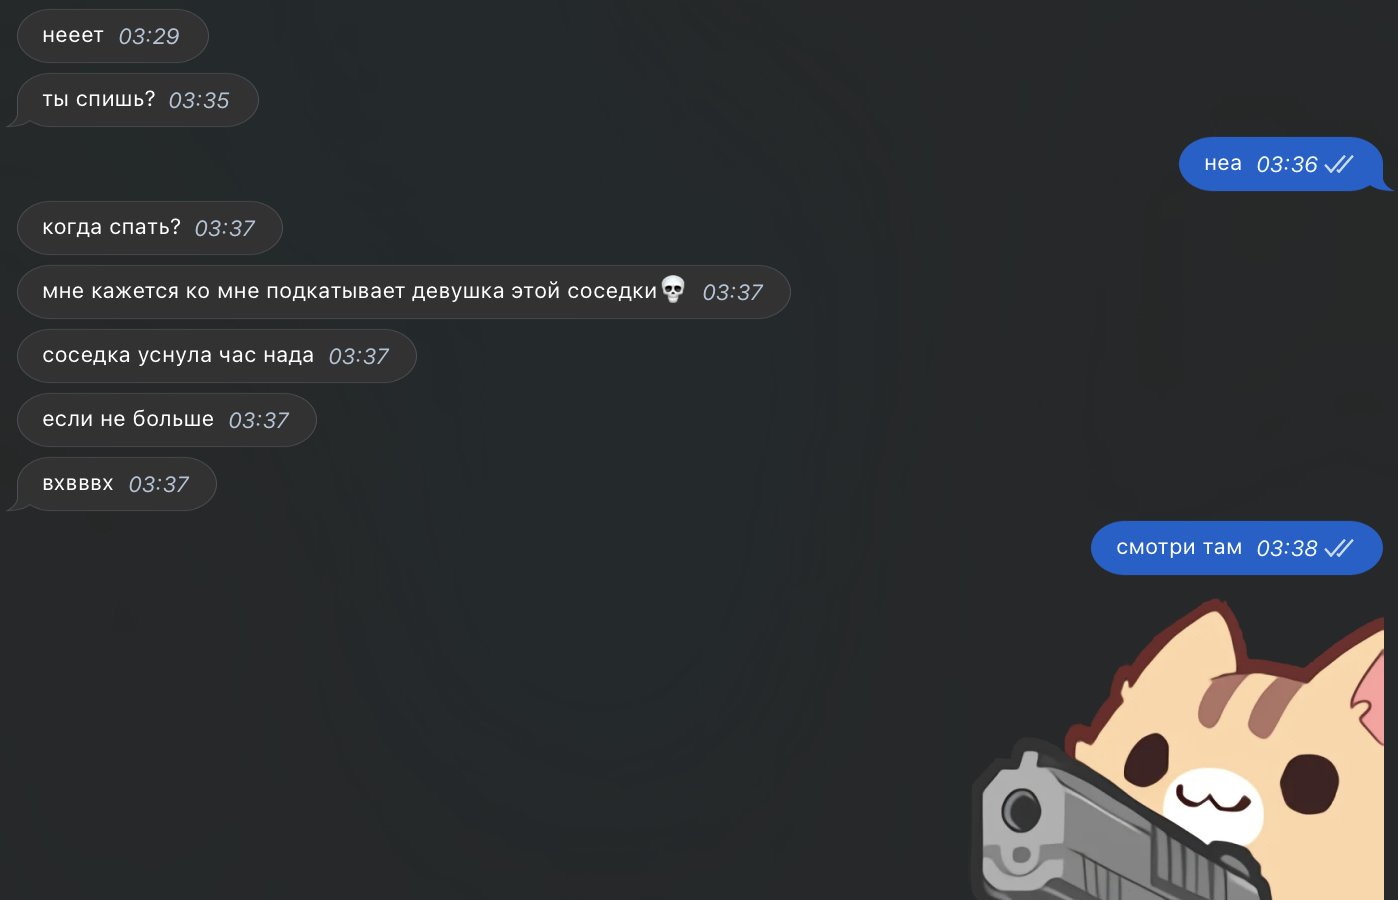 нееет 03:29
ты спишь? 03:35
неа 03:36
когда спать? 03:37
мне кажется ко мне подкатывает девушка этой соседки💀 03:37
соседка уснула час нада 03:37
если не больше 03:37
вхвввх 03:37
смотри там 03:38